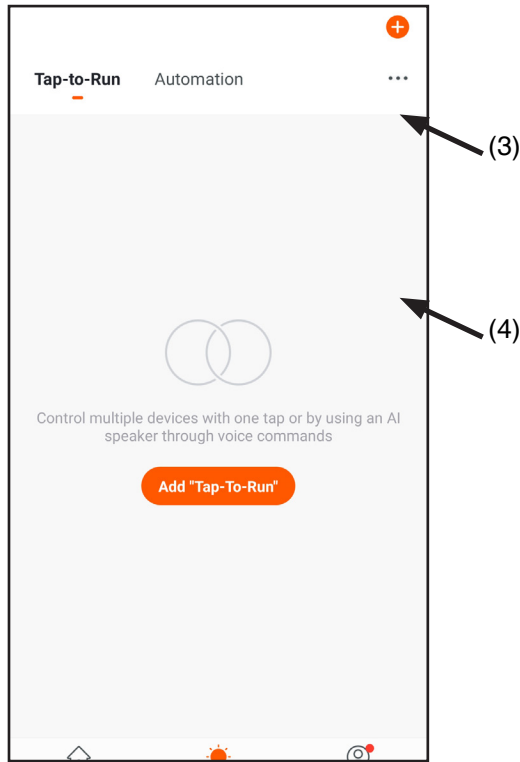 Tap-to-Run Automation
(3)
(4)
Control multiple devices with one tap or by using an AI
speaker through voice commands
Add "Tap-To-Run"